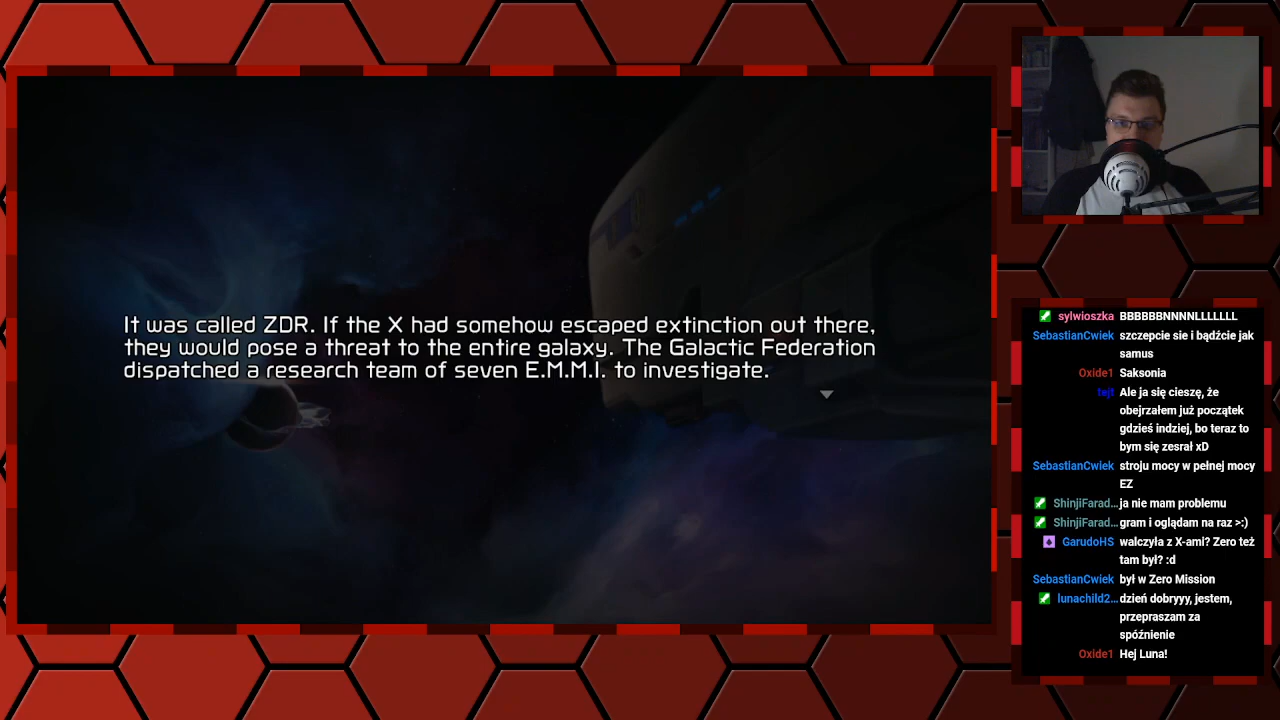 It was called ZDR. If the X had somehow escaped extinction out there,
they would pose a threat to the entire galaxy. The Galactic Federation
dispatched a research team of seven E.M.M.I. to investigate.
sylwioszka BBBBBBNNNNLLLLLLL
SebastianCwiek szczepcie sie i bądźcie jak
samus
Oxide1 Saksonia
tejt Ale ja się cieszę, że
obejrzałem już początek
gdzieś indziej, bo teraz to
bym się zesrał xD
SebastianCwiek stroju mocy w pełnej mocy
EZ
ShinjiFarad... ja nie mam problemu
ShinjiFarad... gram i oglądam na raz >:)
GarudoHS walczyła z X-ami? Zero też
tam był? :d
SebastianCwiek był w Zero Mission
lunachild2... dzień dobryyy, jestem,
przepraszam za
spóźnienie
Oxide1 Hej Luna!